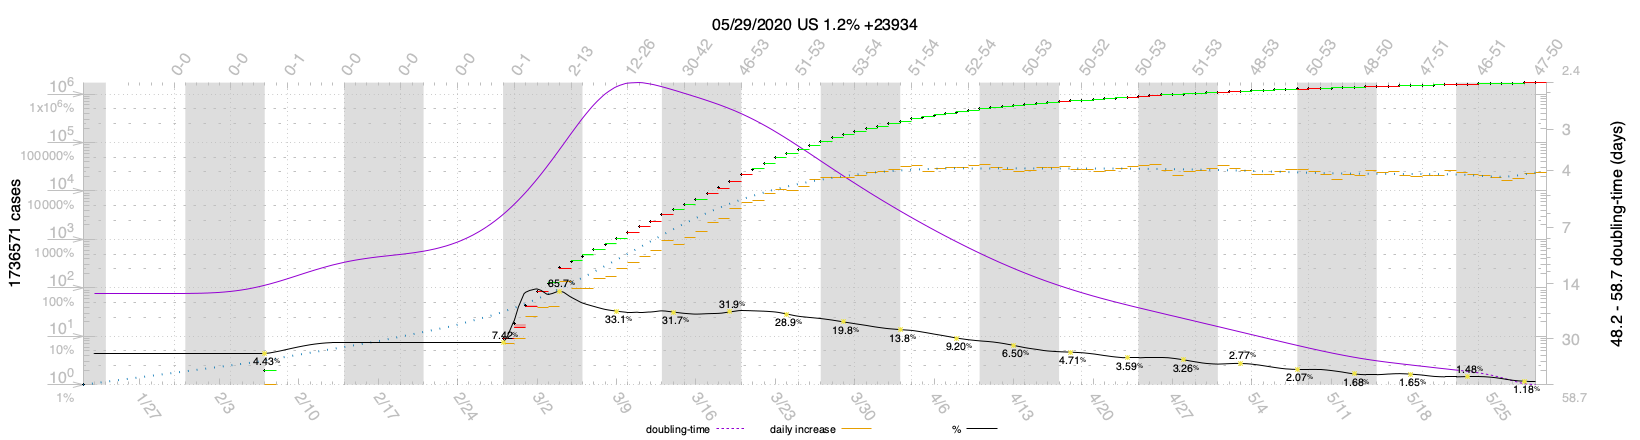 05/29/2020 US 1.2% +23934
0-0 0-0 0-1 0-0 0-0 0-0 0-1 2-13 12-26 30-42 46-53 51-53 53-54 51-54 52-54 50-53 50-52 50-53 51-53 48-53 50-53 48-50 47-51 46-51 47-50
10⁶ 2.4
1x10⁶%
10⁵ 3
100000%
10⁴ 4
10000%
10³ 7
1000%
10² 14
100%
10¹ 30
10%
10⁰
1% 58.7
1736571 cases
48.2 - 58.7 doubling-time (days)
4.43% 7.42% 85.7% 33.1% 31.7% 31.9% 28.9% 19.8% 13.8% 9.20% 6.50% 4.71% 3.59% 3.26% 2.77% 2.07% 1.68% 1.65% 1.48% 1.18%
1/27 2/3 2/10 2/17 2/24 3/2 3/9 3/16 3/23 3/30 4/6 4/13 4/20 4/27 5/4 5/11 5/18 5/25
doubling-time daily increase %